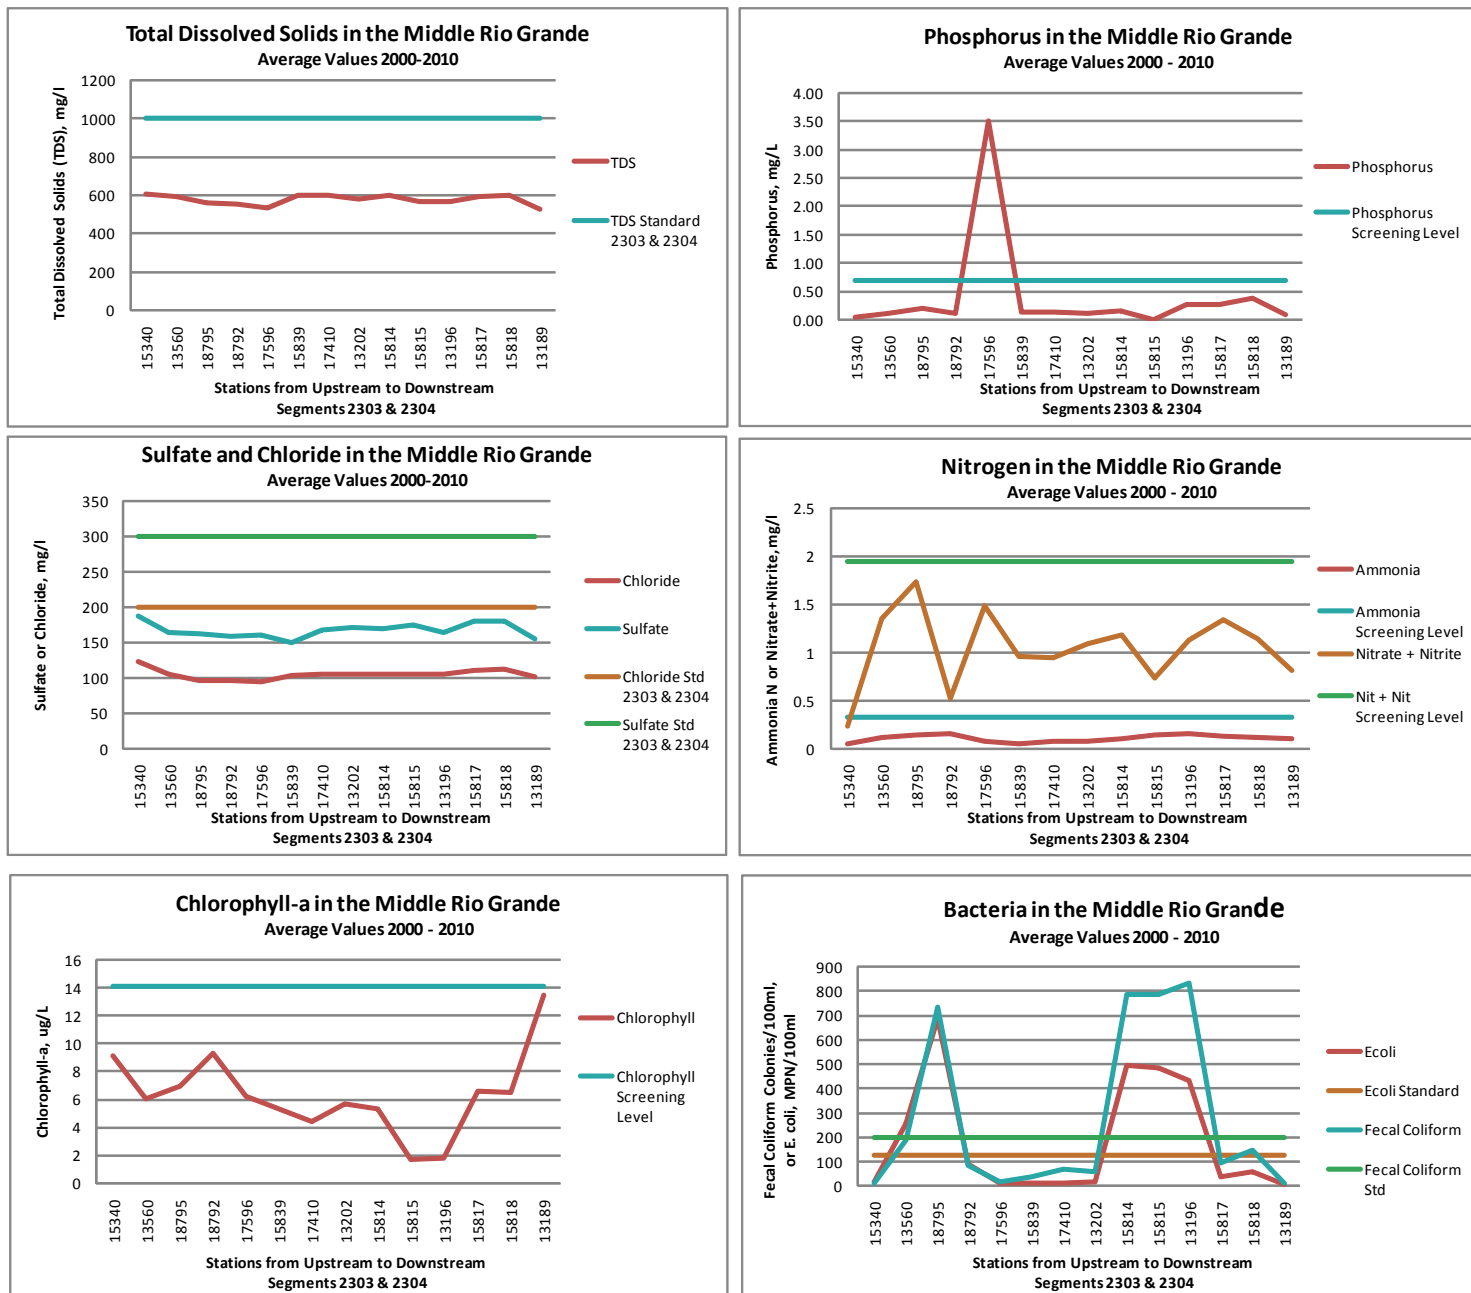 Total Dissolved Solids in the Middle Rio Grande
Average Values 2000-2010
Total Dissolved Solids (TDS), mg/l
1200
1000
800
600
400
200
0
15340
13560
18795
18792
17596
15839
17410
13202
15814
15815
13196
15817
15818
13189
Stations from Upstream to Downstream
Segments 2303 & 2304
TDS
TDS Standard
2303 & 2304
Phosphorus in the Middle Rio Grande
Average Values 2000 - 2010
Phosphorus, mg/L
4.00
3.50
3.00
2.50
2.00
1.50
1.00
0.50
0.00
15340
13560
18795
18792
17596
15839
17410
13202
15814
15815
13196
15817
15818
13189
Stations from Upstream to Downstream
Segments 2303 & 2304
Phosphorus
Phosphorus
Screening Level
Sulfate and Chloride in the Middle Rio Grande
Average Values 2000-2010
Sulfate or Chloride, mg/l
350
300
250
200
150
100
50
0
15340
13560
18795
18792
17596
15839
17410
13202
15814
15815
13196
15817
15818
13189
Stations from Upstream to Downstream
Segments 2303 & 2304
Chloride
Sulfate
Chloride Std
2303 & 2304
Sulfate Std
2303 & 2304
Nitrogen in the Middle Rio Grande
Average Values 2000 - 2010
Ammonia N or Nitrate+Nitrite, mg/l
2.5
2
1.5
1
0.5
0
15340
13560
18795
18792
17596
15839
17410
13202
15814
15815
13196
15817
15818
13189
Stations from Upstream to Downstream
Segments 2303 & 2304
Ammonia
Ammonia
Screening Level
Nitrate + Nitrite
Nit + Nit
Screening Level
Chlorophyll-a in the Middle Rio Grande
Average Values 2000 - 2010
Chlorophyll-a, ug/L
16
14
12
10
8
6
4
2
0
15340
13560
18795
18792
17596
15839
17410
13202
15814
15815
13196
15817
15818
13189
Stations from Upstream to Downstream
Segments 2303 & 2304
Chlorophyll
Chlorophyll
Screening
Level
Bacteria in the Middle Rio Grande
Average Values 2000 - 2010
Fecal Coliform Colonies/100ml,
or E. coli, MPN/100ml
900
800
700
600
500
400
300
200
100
0
15340
13560
18795
18792
17596
15839
17410
13202
15814
15815
13196
15817
15818
13189
Stations from Upstream to Downstream
Segments 2303 & 2304
Ecoli
Ecoli Standard
Fecal Coliform
Fecal Coliform
Std